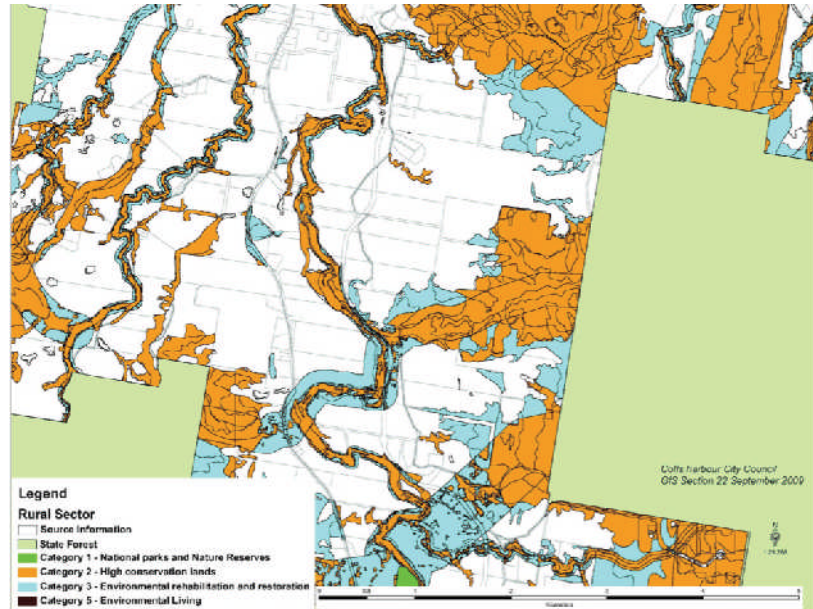 Coffs harbour City Council
GIS Section 22 September 2009
N
Legend
Rural Sector
Source Information
State Forest
Category 1 - National parks and Nature Reserves
Category 2 - High conservation lands
Category 3 - Environmental rehabilitation and restoration
Category 5 - Environmental Living